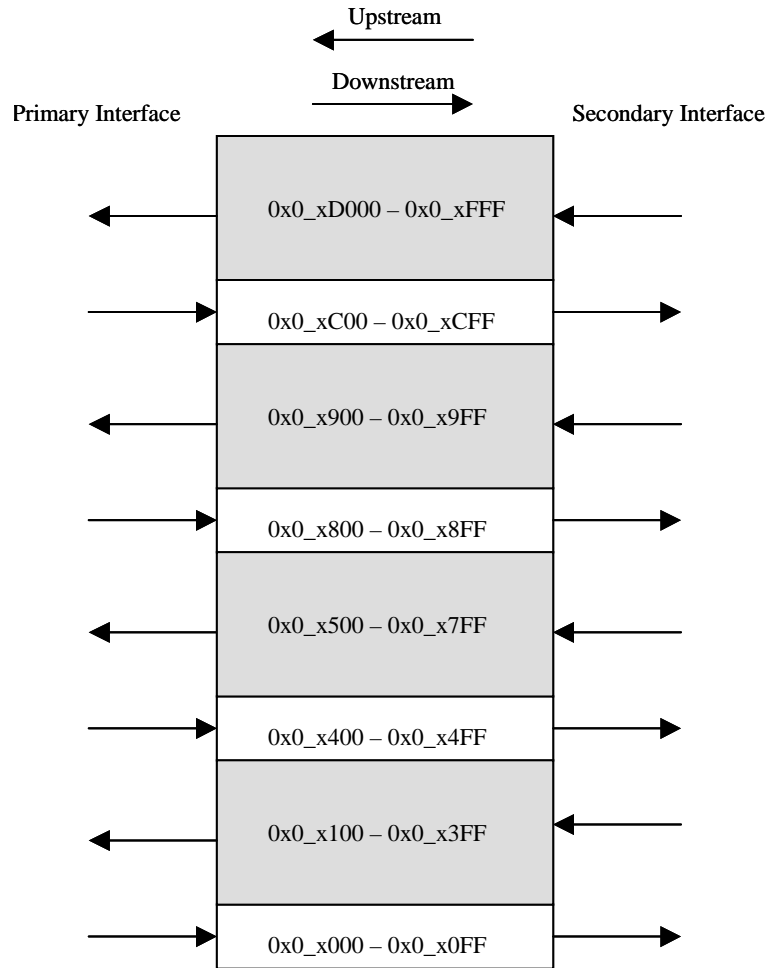 Upstream
Downstream
Primary Interface
Secondary Interface
0x0_xD000 – 0x0_xFFF
0x0_xC00 – 0x0_xCFF
0x0_x900 – 0x0_x9FF
0x0_x800 – 0x0_x8FF
0x0_x500 – 0x0_x7FF
0x0_x400 – 0x0_x4FF
0x0_x100 – 0x0_x3FF
0x0_x000 – 0x0_x0FF